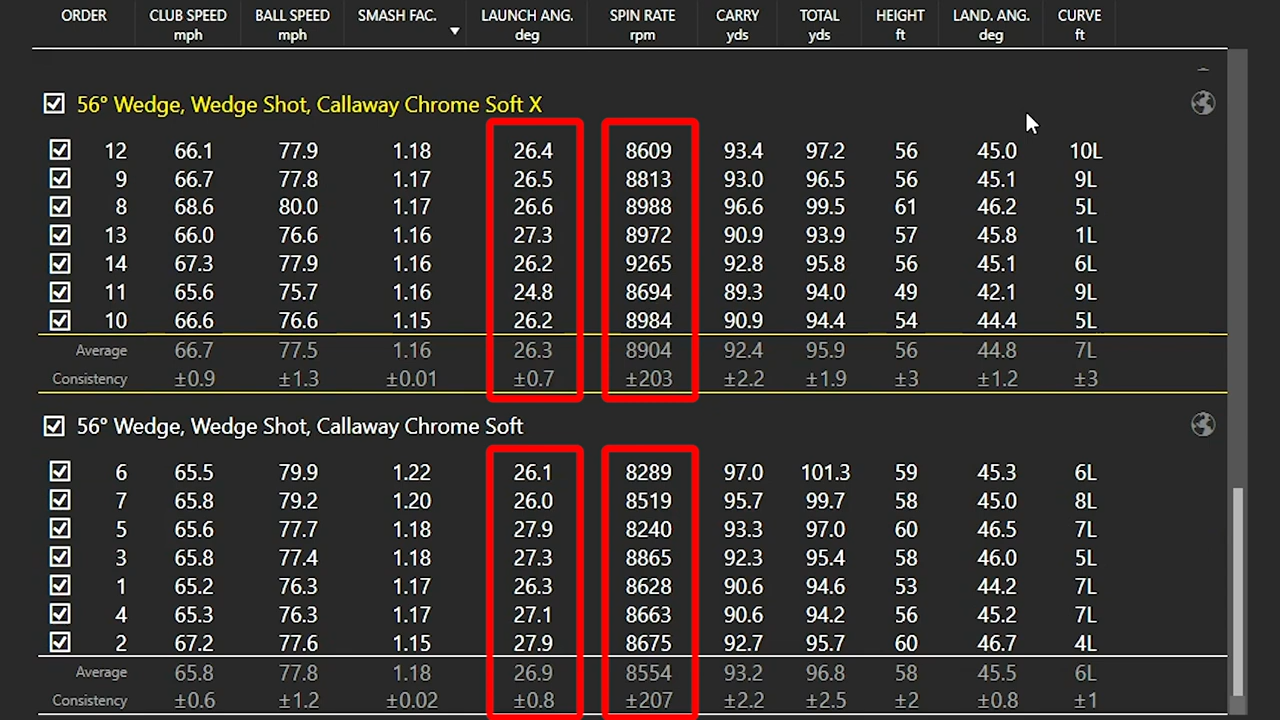 ORDER CLUB SPEED BALL SPEED SMASH FAC. LAUNCH ANG. SPIN RATE CARRY TOTAL HEIGHT LAND. ANG. CURVE
mph mph deg rpm yds yds ft deg ft
56° Wedge, Wedge Shot, Callaway Chrome Soft X
12 66.1 77.9 1.18 26.4 8609 93.4 97.2 56 45.0 10L
9 66.7 77.8 1.17 26.5 8813 93.0 96.5 56 45.1 9L
8 68.6 80.0 1.17 26.6 8988 96.6 99.5 61 46.2 5L
13 66.0 76.6 1.16 27.3 8972 90.9 93.9 57 45.8 1L
14 67.3 77.9 1.16 26.2 9265 92.8 95.8 56 45.1 6L
11 65.6 75.7 1.16 24.8 8694 89.3 94.0 49 42.1 9L
10 66.6 76.6 1.15 26.2 8984 90.9 94.4 54 44.4 5L
Average 66.7 77.5 1.16 26.3 8904 92.4 95.9 56 44.8 7L
Consistency ±0.9 ±1.3 ±0.01 ±0.7 ±203 ±2.2 ±1.9 ±3 ±1.2 ±3
56° Wedge, Wedge Shot, Callaway Chrome Soft
6 65.5 79.9 1.22 26.1 8289 97.0 101.3 59 45.3 6L
7 65.8 79.2 1.20 26.0 8519 95.7 99.7 58 45.0 8L
5 65.6 77.7 1.18 27.9 8240 93.3 97.0 60 46.5 7L
3 65.8 77.4 1.18 27.3 8865 92.3 95.4 58 46.0 5L
1 65.2 76.3 1.17 26.3 8628 90.6 94.6 53 44.2 7L
4 65.3 76.3 1.17 27.1 8663 90.6 94.2 56 45.2 7L
2 67.2 77.6 1.15 27.9 8675 92.7 95.7 60 46.7 4L
Average 65.8 77.8 1.18 26.9 8554 93.2 96.8 58 45.5 6L
Consistency ±0.6 ±1.2 ±0.02 ±0.8 ±207 ±2.2 ±2.5 ±2 ±0.8 ±1